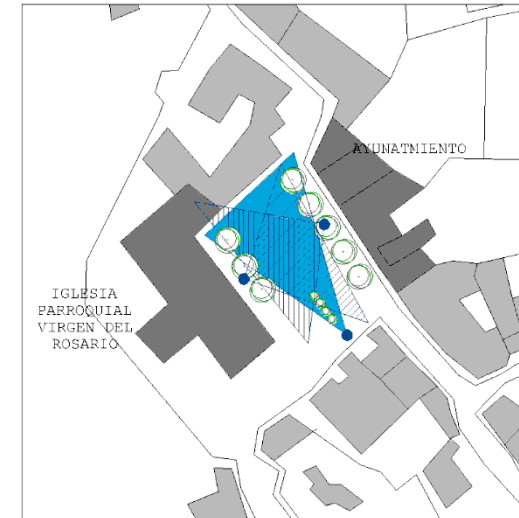 AYUNATMIENTO
IGLESIA
PARROQUIAL
VIRGEN DEL
ROSARIO